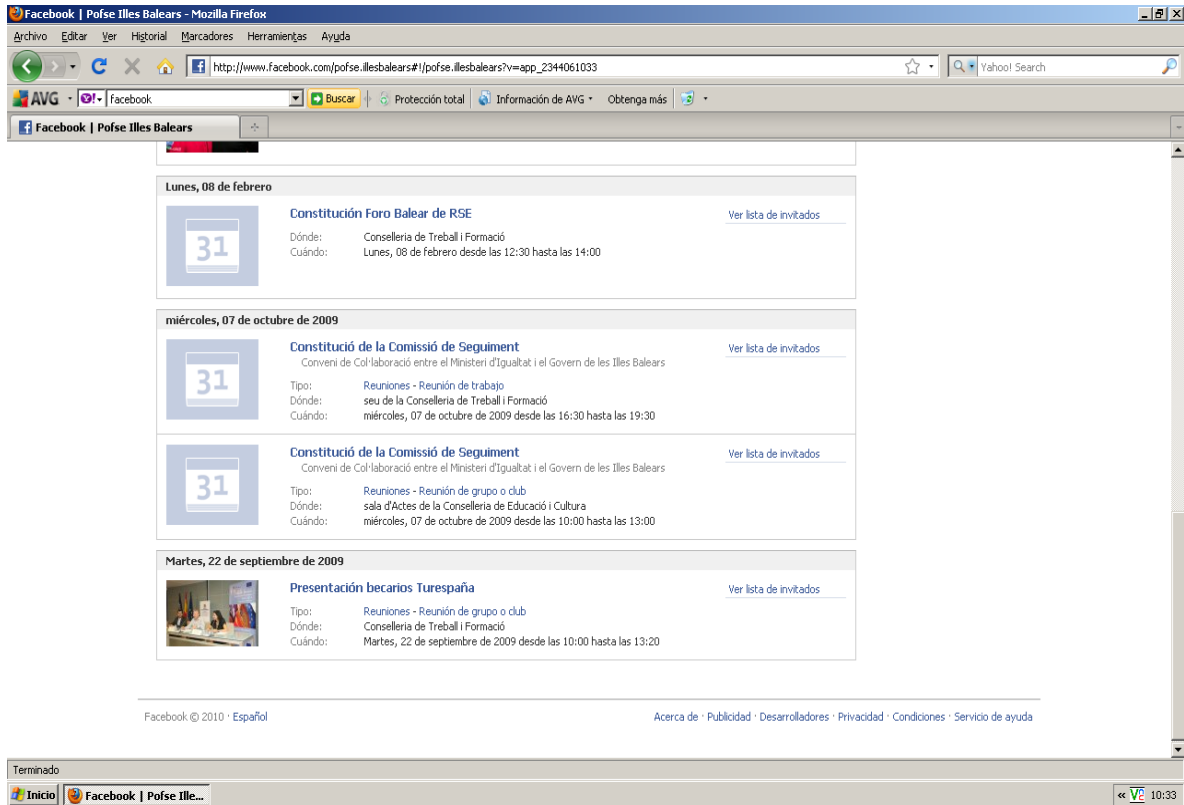 Facebook | Pofse Illes Balears - Mozilla Firefox
Archivo Editar Ver Historial Marcadores Herramientas Ayuda
http://www.facebook.com/pofse.illesbalears#!/pofse.illesbalears?v=app_2344061033
Yahoo! Search
AVG facebook Buscar Protección total Información de AVG Obtenga más
Facebook | Pofse Illes Balears
Lunes, 08 de febrero
31
Constitución Foro Balear de RSE
Ver lista de invitados
Dónde: Conselleria de Treball i Formació
Cuándo: Lunes, 08 de febrero desde las 12:30 hasta las 14:00
miércoles, 07 de octubre de 2009
31
Constitució de la Comissió de Seguiment
Ver lista de invitados
Conveni de Col·laboració entre el Ministeri d'Igualtat i el Govern de les Illes Balears
Tipo: Reuniones - Reunión de trabajo
Dónde: seu de la Conselleria de Treball i Formació
Cuándo: miércoles, 07 de octubre de 2009 desde las 16:30 hasta las 19:30
31
Constitució de la Comissió de Seguiment
Ver lista de invitados
Conveni de Col·laboració entre el Ministeri d'Igualtat i el Govern de les Illes Balears
Tipo: Reuniones - Reunión de grupo o club
Dónde: sala d'Actes de la Conselleria de Educació i Cultura
Cuándo: miércoles, 07 de octubre de 2009 desde las 10:00 hasta las 13:00
Martes, 22 de septiembre de 2009
Presentación becarios Turespaña
Ver lista de invitados
Tipo: Reuniones - Reunión de grupo o club
Dónde: Conselleria de Treball i Formació
Cuándo: Martes, 22 de septiembre de 2009 desde las 10:00 hasta las 13:20
Facebook © 2010 · Español
Acerca de · Publicidad · Desarrolladores · Privacidad · Condiciones · Servicio de ayuda
Terminado
Inicio Facebook | Pofse Ille... « 10:33